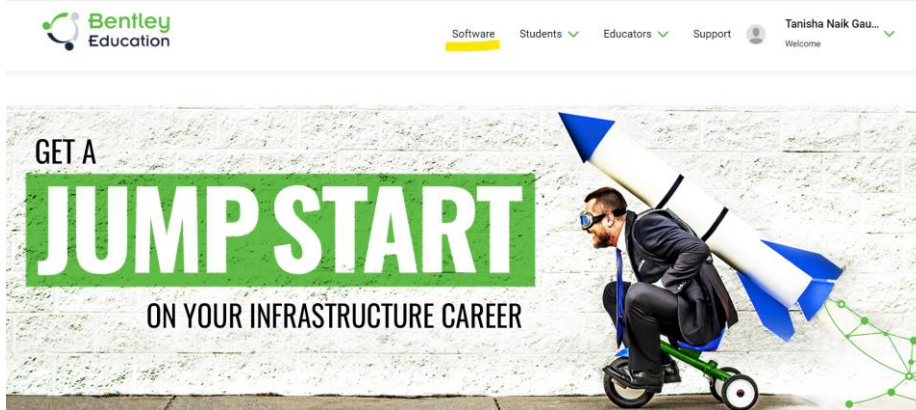 Bentley
Education
Software Students Educators Support Tanisha Naik Gau...
Welcome
GET A
JUMP START
ON YOUR INFRASTRUCTURE CAREER